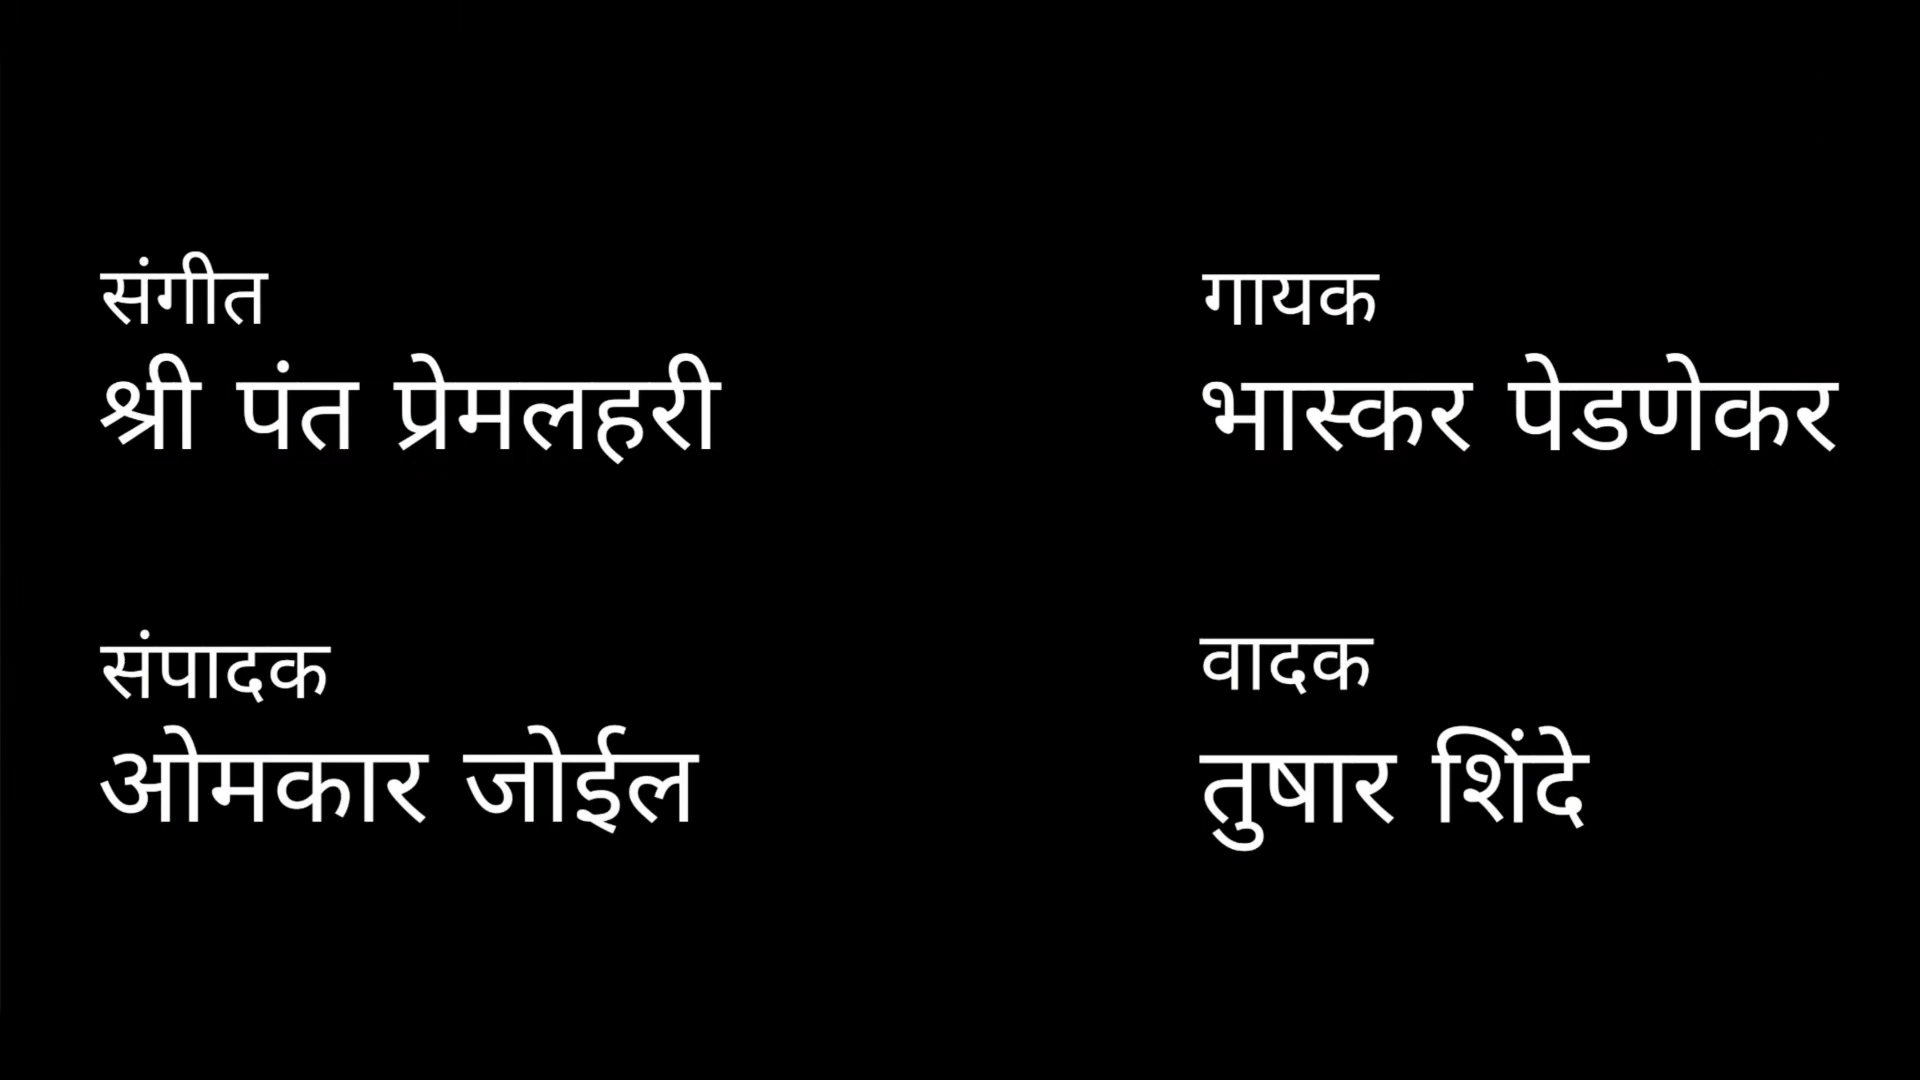 संगीत
श्री पंत प्रेमलहरी
गायक
भास्कर पेडणेकर
संपादक
ओमकार जोईल
वादक
तुषार शिंदे